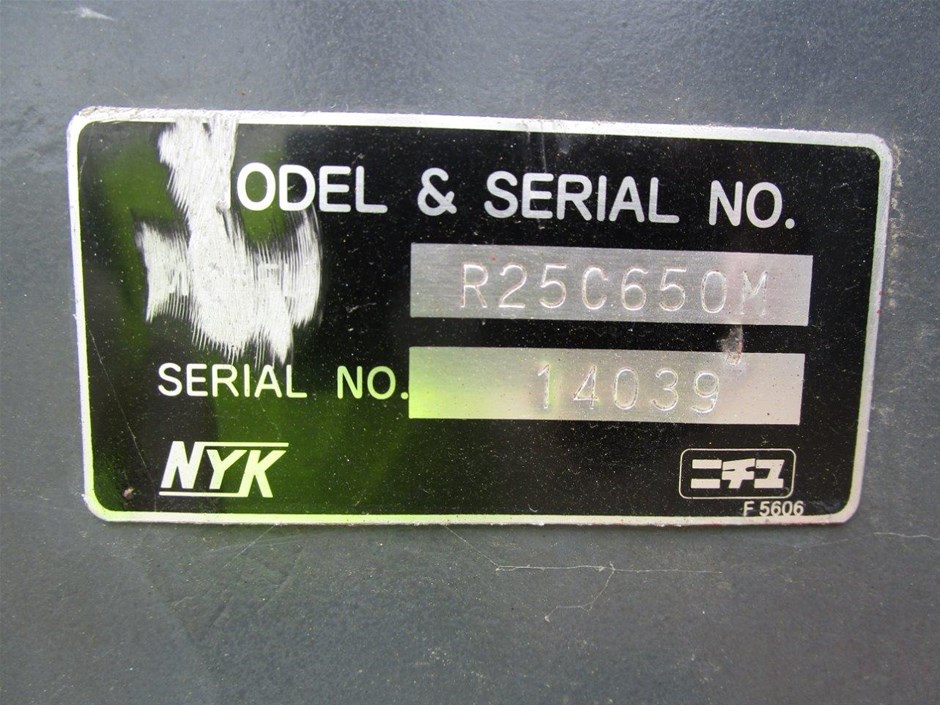 ODEL & SERIAL NO.
R25C650M
SERIAL NO. 14039
NYK ニチユ
F 5606